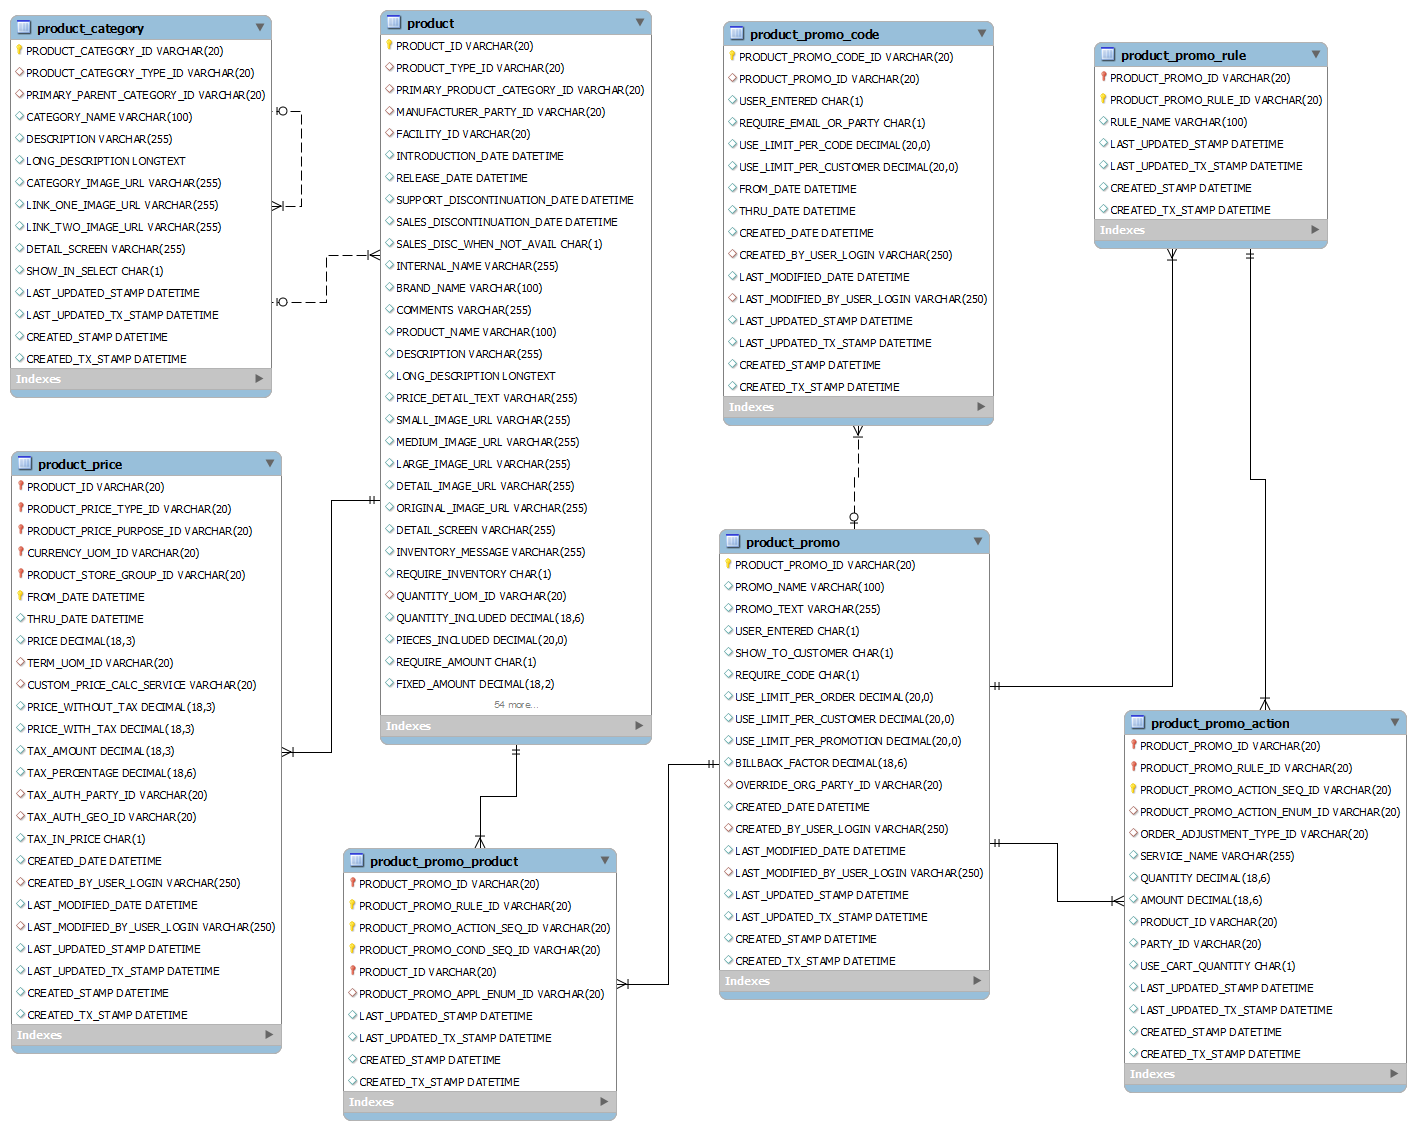 product_category
PRODUCT_CATEGORY_ID VARCHAR(20)
PRODUCT_CATEGORY_TYPE_ID VARCHAR(20)
PRIMARY_PARENT_CATEGORY_ID VARCHAR(20)
CATEGORY_NAME VARCHAR(100)
DESCRIPTION VARCHAR(255)
LONG_DESCRIPTION LONGTEXT
CATEGORY_IMAGE_URL VARCHAR(255)
LINK_ONE_IMAGE_URL VARCHAR(255)
LINK_TWO_IMAGE_URL VARCHAR(255)
DETAIL_SCREEN VARCHAR(255)
SHOW_IN_SELECT CHAR(1)
LAST_UPDATED_STAMP DATETIME
LAST_UPDATED_TX_STAMP DATETIME
CREATED_STAMP DATETIME
CREATED_TX_STAMP DATETIME
Indexes
product
PRODUCT_ID VARCHAR(20)
PRODUCT_TYPE_ID VARCHAR(20)
PRIMARY_PRODUCT_CATEGORY_ID VARCHAR(20)
MANUFACTURER_PARTY_ID VARCHAR(20)
FACILITY_ID VARCHAR(20)
INTRODUCTION_DATE DATETIME
RELEASE_DATE DATETIME
SUPPORT_DISCONTINUATION_DATE DATETIME
SALES_DISCONTINUATION_DATE DATETIME
SALES_DISC_WHEN_NOT_AVAIL CHAR(1)
INTERNAL_NAME VARCHAR(255)
BRAND_NAME VARCHAR(100)
COMMENTS VARCHAR(255)
PRODUCT_NAME VARCHAR(100)
DESCRIPTION VARCHAR(255)
LONG_DESCRIPTION LONGTEXT
PRICE_DETAIL_TEXT VARCHAR(255)
SMALL_IMAGE_URL VARCHAR(255)
MEDIUM_IMAGE_URL VARCHAR(255)
LARGE_IMAGE_URL VARCHAR(255)
DETAIL_IMAGE_URL VARCHAR(255)
ORIGINAL_IMAGE_URL VARCHAR(255)
DETAIL_SCREEN VARCHAR(255)
INVENTORY_MESSAGE VARCHAR(255)
REQUIRE_INVENTORY CHAR(1)
QUANTITY_UOM_ID VARCHAR(20)
QUANTITY_INCLUDED DECIMAL(18,6)
PIECES_INCLUDED DECIMAL(20,0)
REQUIRE_AMOUNT CHAR(1)
FIXED_AMOUNT DECIMAL(18,2)
54 more...
Indexes
product_promo_code
PRODUCT_PROMO_CODE_ID VARCHAR(20)
PRODUCT_PROMO_ID VARCHAR(20)
USER_ENTERED CHAR(1)
REQUIRE_EMAIL_OR_PARTY CHAR(1)
USE_LIMIT_PER_CODE DECIMAL(20,0)
USE_LIMIT_PER_CUSTOMER DECIMAL(20,0)
FROM_DATE DATETIME
THRU_DATE DATETIME
CREATED_DATE DATETIME
CREATED_BY_USER_LOGIN VARCHAR(250)
LAST_MODIFIED_DATE DATETIME
LAST_MODIFIED_BY_USER_LOGIN VARCHAR(250)
LAST_UPDATED_STAMP DATETIME
LAST_UPDATED_TX_STAMP DATETIME
CREATED_STAMP DATETIME
CREATED_TX_STAMP DATETIME
Indexes
product_promo_rule
PRODUCT_PROMO_ID VARCHAR(20)
PRODUCT_PROMO_RULE_ID VARCHAR(20)
RULE_NAME VARCHAR(100)
LAST_UPDATED_STAMP DATETIME
LAST_UPDATED_TX_STAMP DATETIME
CREATED_STAMP DATETIME
CREATED_TX_STAMP DATETIME
Indexes
product_price
PRODUCT_ID VARCHAR(20)
PRODUCT_PRICE_TYPE_ID VARCHAR(20)
PRODUCT_PRICE_PURPOSE_ID VARCHAR(20)
CURRENCY_UOM_ID VARCHAR(20)
PRODUCT_STORE_GROUP_ID VARCHAR(20)
FROM_DATE DATETIME
THRU_DATE DATETIME
PRICE DECIMAL(18,3)
TERM_UOM_ID VARCHAR(20)
CUSTOM_PRICE_CALC_SERVICE VARCHAR(20)
PRICE_WITHOUT_TAX DECIMAL(18,3)
PRICE_WITH_TAX DECIMAL(18,3)
TAX_AMOUNT DECIMAL(18,3)
TAX_PERCENTAGE DECIMAL(18,6)
TAX_AUTH_PARTY_ID VARCHAR(20)
TAX_AUTH_GEO_ID VARCHAR(20)
TAX_IN_PRICE CHAR(1)
CREATED_DATE DATETIME
CREATED_BY_USER_LOGIN VARCHAR(250)
LAST_MODIFIED_DATE DATETIME
LAST_MODIFIED_BY_USER_LOGIN VARCHAR(250)
LAST_UPDATED_STAMP DATETIME
LAST_UPDATED_TX_STAMP DATETIME
CREATED_STAMP DATETIME
CREATED_TX_STAMP DATETIME
Indexes
product_promo
PRODUCT_PROMO_ID VARCHAR(20)
PROMO_NAME VARCHAR(100)
PROMO_TEXT VARCHAR(255)
USER_ENTERED CHAR(1)
SHOW_TO_CUSTOMER CHAR(1)
REQUIRE_CODE CHAR(1)
USE_LIMIT_PER_ORDER DECIMAL(20,0)
USE_LIMIT_PER_CUSTOMER DECIMAL(20,0)
USE_LIMIT_PER_PROMOTION DECIMAL(20,0)
BILLBACK_FACTOR DECIMAL(18,6)
OVERRIDE_ORG_PARTY_ID VARCHAR(20)
CREATED_DATE DATETIME
CREATED_BY_USER_LOGIN VARCHAR(250)
LAST_MODIFIED_DATE DATETIME
LAST_MODIFIED_BY_USER_LOGIN VARCHAR(250)
LAST_UPDATED_STAMP DATETIME
LAST_UPDATED_TX_STAMP DATETIME
CREATED_STAMP DATETIME
CREATED_TX_STAMP DATETIME
Indexes
product_promo_action
PRODUCT_PROMO_ID VARCHAR(20)
PRODUCT_PROMO_RULE_ID VARCHAR(20)
PRODUCT_PROMO_ACTION_SEQ_ID VARCHAR(20)
PRODUCT_PROMO_ACTION_ENUM_ID VARCHAR(20)
ORDER_ADJUSTMENT_TYPE_ID VARCHAR(20)
SERVICE_NAME VARCHAR(255)
QUANTITY DECIMAL(18,6)
AMOUNT DECIMAL(18,6)
PRODUCT_ID VARCHAR(20)
PARTY_ID VARCHAR(20)
USE_CART_QUANTITY CHAR(1)
LAST_UPDATED_STAMP DATETIME
LAST_UPDATED_TX_STAMP DATETIME
CREATED_STAMP DATETIME
CREATED_TX_STAMP DATETIME
Indexes
product_promo_product
PRODUCT_PROMO_ID VARCHAR(20)
PRODUCT_PROMO_RULE_ID VARCHAR(20)
PRODUCT_PROMO_ACTION_SEQ_ID VARCHAR(20)
PRODUCT_PROMO_COND_SEQ_ID VARCHAR(20)
PRODUCT_ID VARCHAR(20)
PRODUCT_PROMO_APPL_ENUM_ID VARCHAR(20)
LAST_UPDATED_STAMP DATETIME
LAST_UPDATED_TX_STAMP DATETIME
CREATED_STAMP DATETIME
CREATED_TX_STAMP DATETIME
Indexes